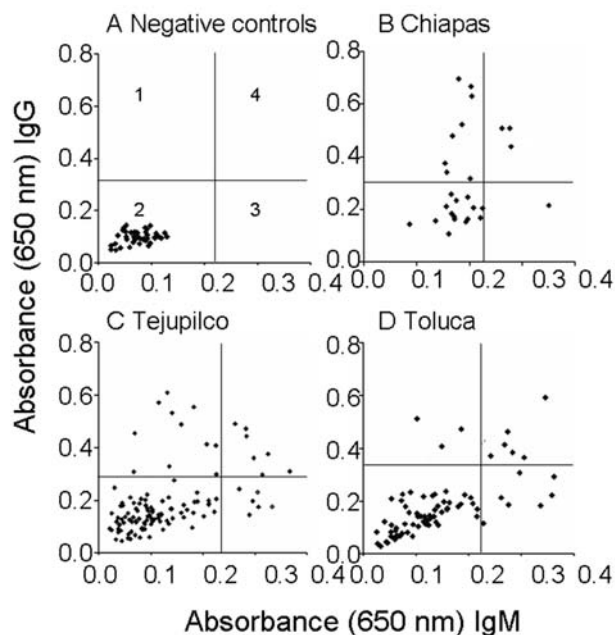 A Negative controls
B Chiapas
0.8
0.6
0.4
0.2
0.0
1
4
2
3
0.0 0.1 0.2 0.3 0.4
0.8
0.6
0.4
0.2
0.0
0.0 0.1 0.2 0.3 0.4
Absorbance (650 nm) IgG
C Tejupilco
D Toluca
0.8
0.6
0.4
0.2
0.0
0.0 0.1 0.2 0.3 0.4
0.8
0.6
0.4
0.2
0.0
0.0 0.1 0.2 0.3 0.4
Absorbance (650 nm) IgM